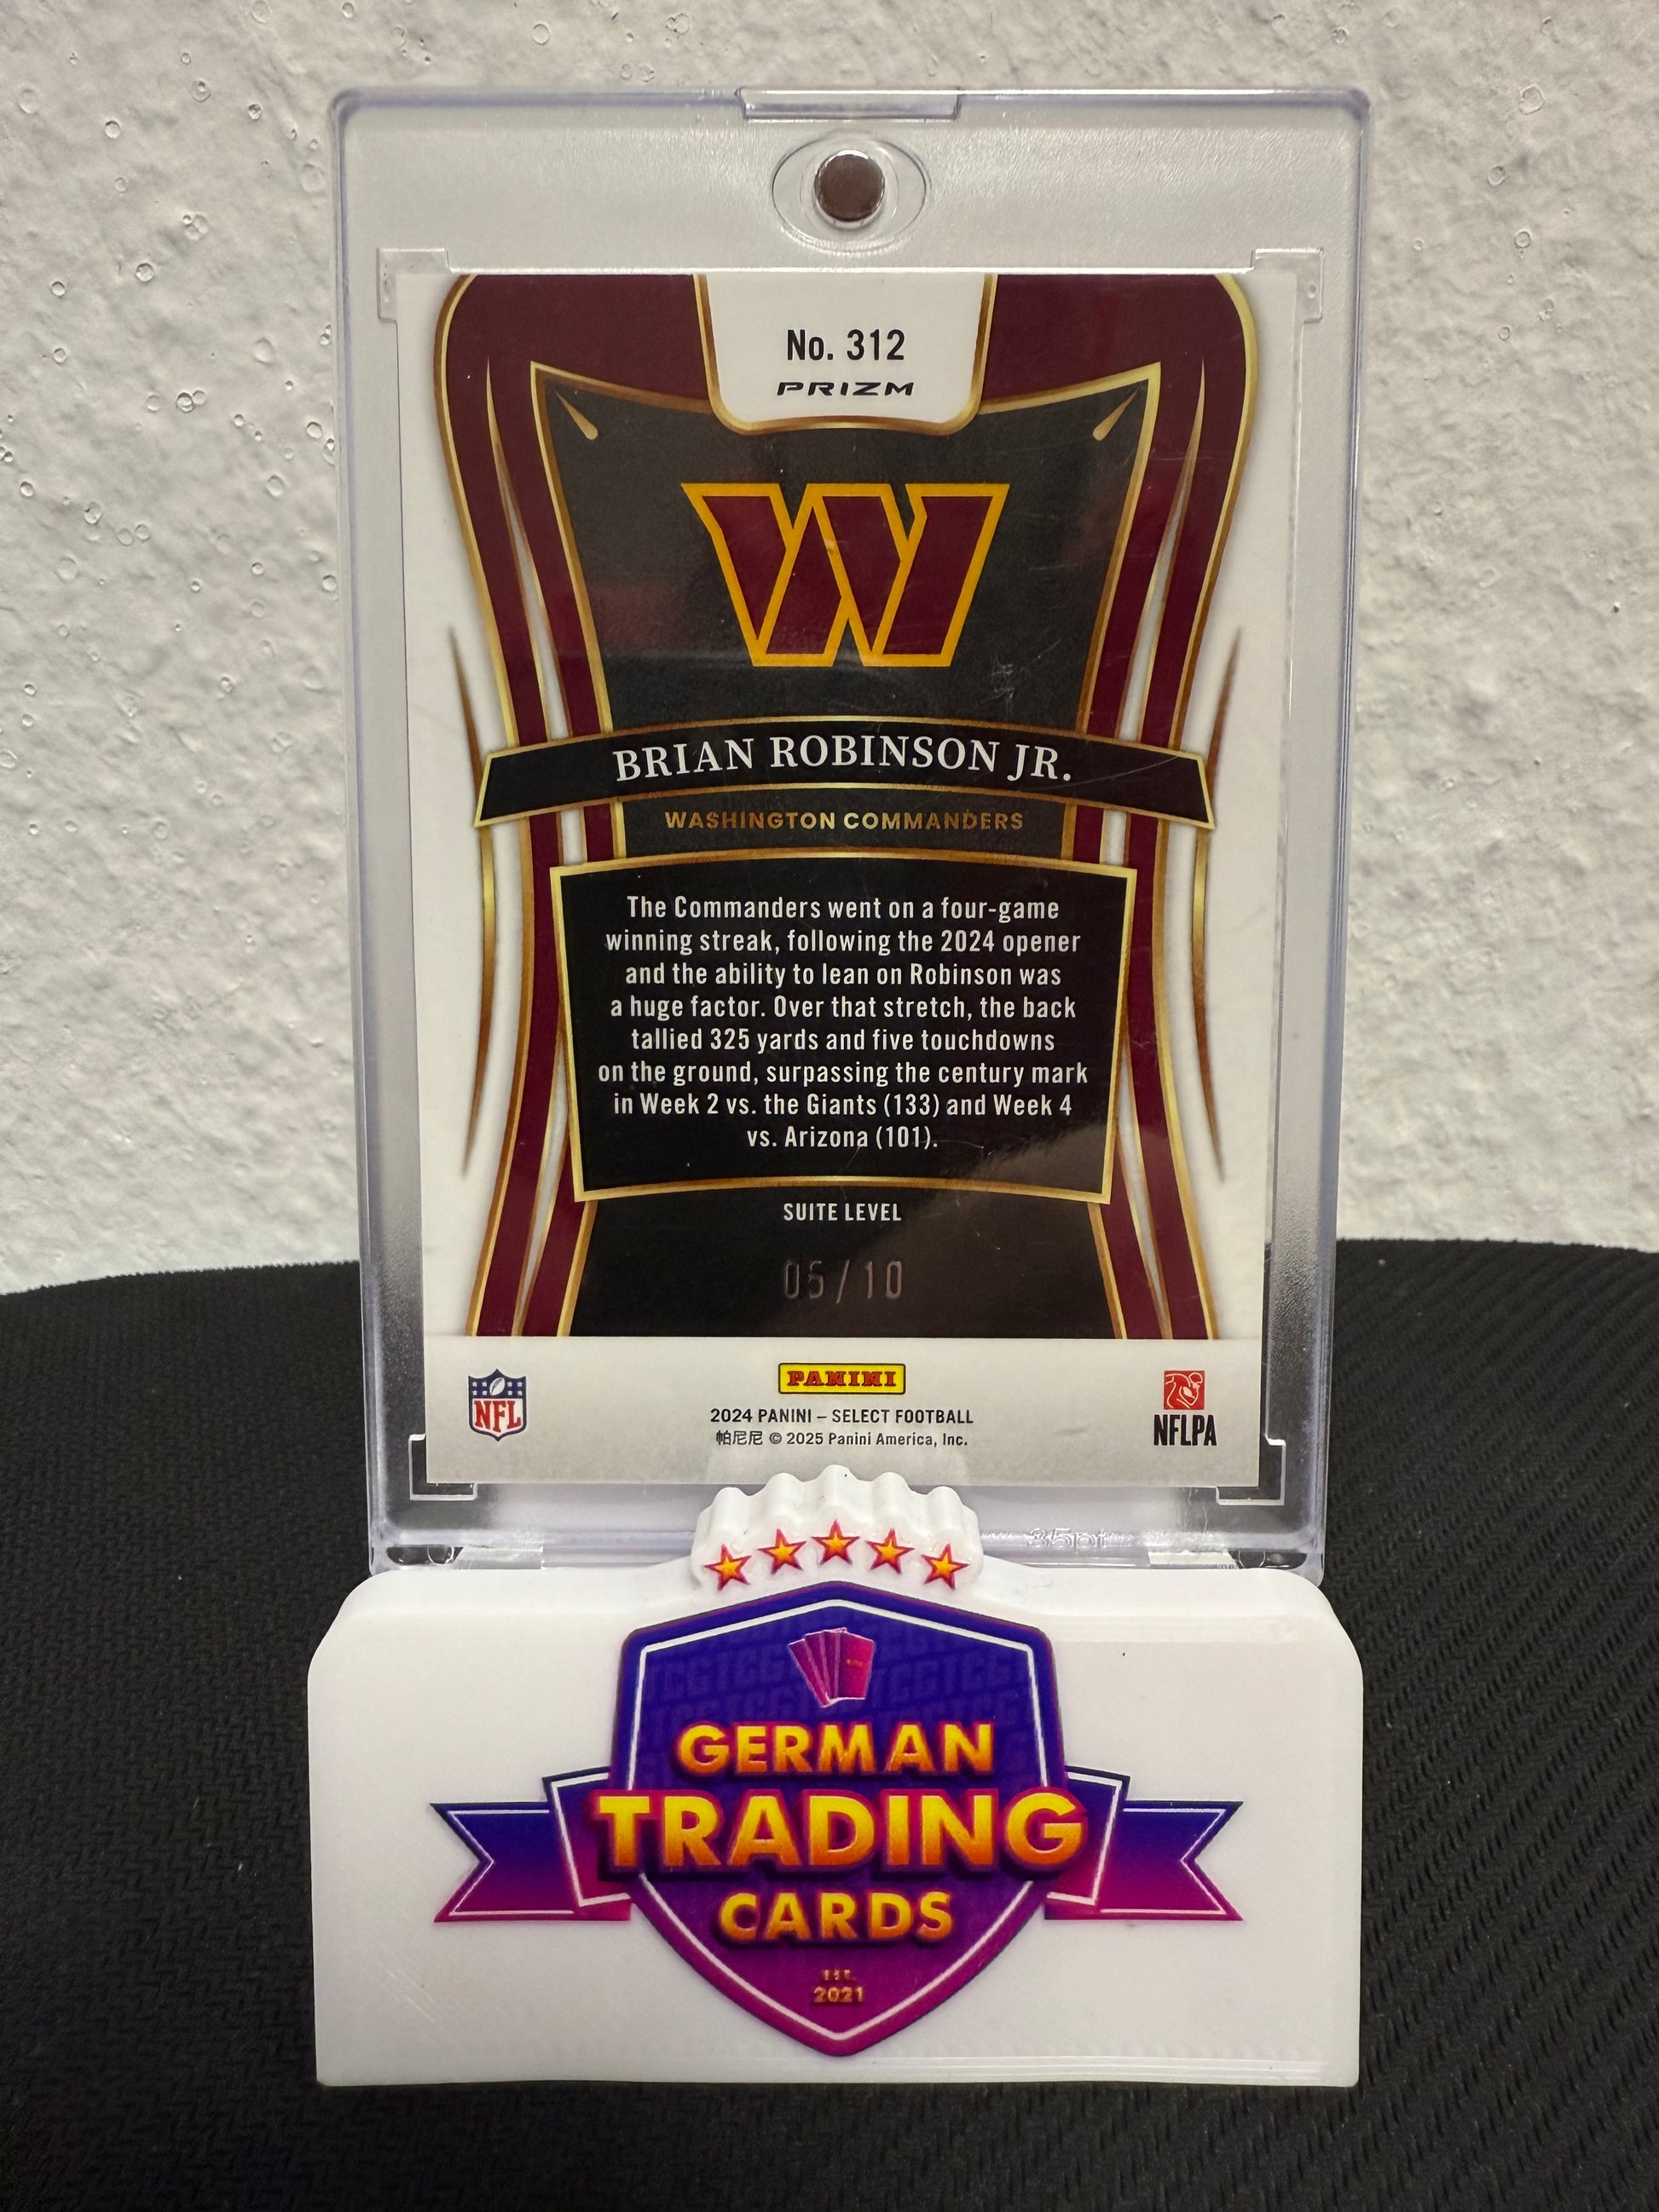 No. 312
PRIZM
W
BRIAN ROBINSON JR.
WASHINGTON COMMANDERS
The Commanders went on a four-game
winning streak, following the 2024 opener
and the ability to lean on Robinson was
a huge factor. Over that stretch, the back
tallied 325 yards and five touchdowns
on the ground, surpassing the century mark
in Week 2 vs. the Giants (133) and Week 4
vs. Arizona (101).
SUITE LEVEL
05/10
NFL
PANINI
2024 PANINI – SELECT FOOTBALL
帕尼尼 © 2025 Panini America, Inc.
NFLPA
35pt
GERMAN
TRADING
CARDS
EST.
2021